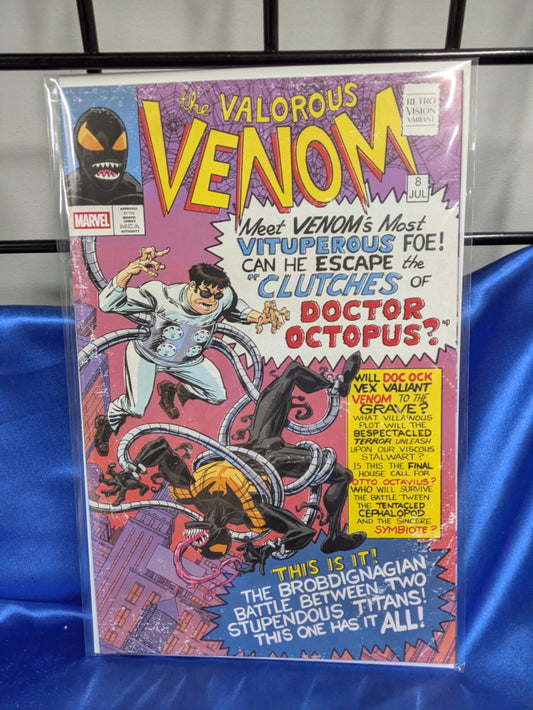 the VALOROUS
VENOM
RETRO
VISION
VARIANT
8
JUL
MARVEL
APPROVED
BY THE
MARVEL
COMICS
MCA
AUTHORITY
Meet VENOM's Most
VITUPEROUS FOE!
CAN HE ESCAPE the
"CLUTCHES OF
DOCTOR
OCTOPUS?"
WILL DOC OCK
VEX VALIANT
VENOM TO THE
GRAVE?
WHAT VILLAINOUS
PLOT WILL THE
BESPECTACLED
TERROR UNLEASH
UPON OUR VISCOUS
STALWART?
IS THIS THE FINAL
HOUSE CALL FOR
OTTO OCTAVIUS?
WHO WILL SURVIVE
THE BATTLE 'TWEEN
THE TENTACLED
CEPHALOPOD
AND THE SINCERE
SYMBIOTE?
THIS IS IT!
THE BROBDIGNAGIAN
BATTLE BETWEEN TWO
STUPENDOUS TITANS!
THIS ONE HAS IT ALL!